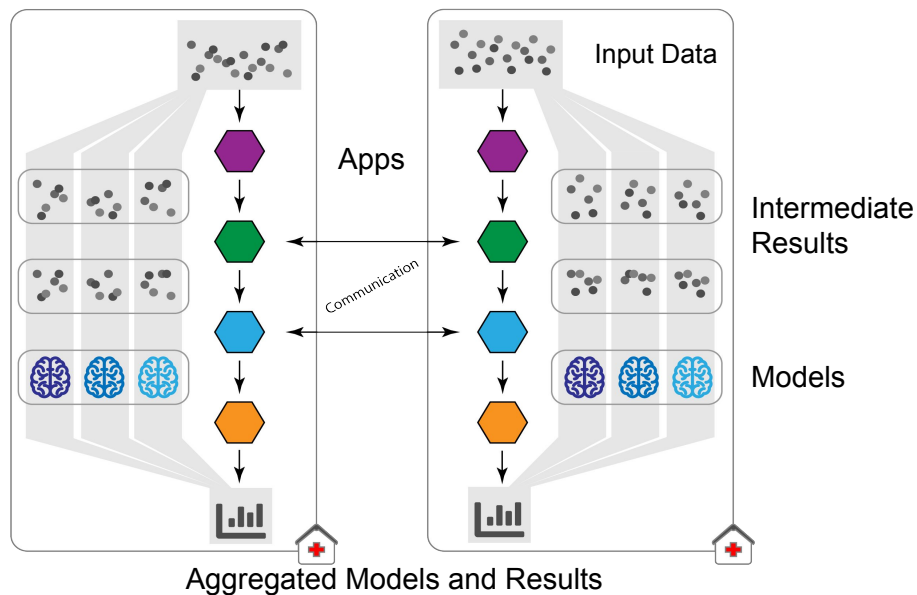 Input Data
Apps
Intermediate
Results
Communication
Models
Aggregated Models and Results